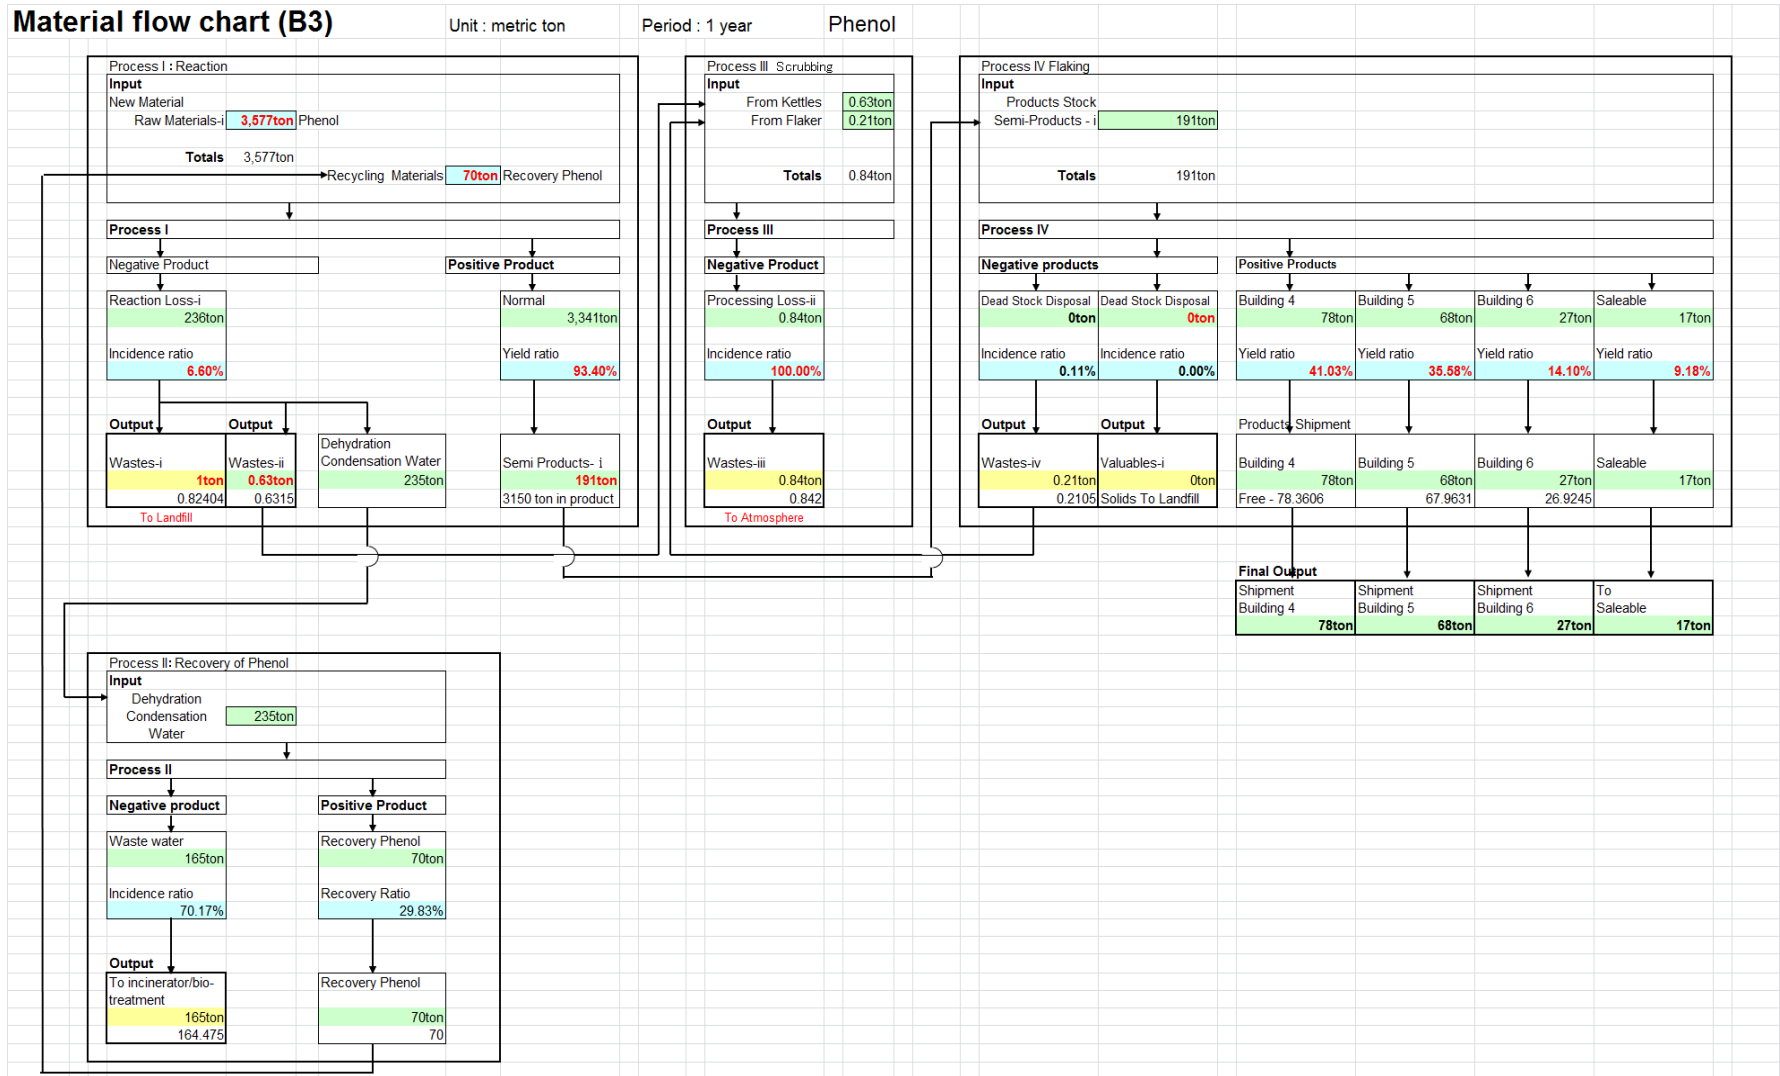 Material flow chart (B3)
Unit : metric ton
Period : 1 year
Phenol
Process I : Reaction
Input
New Material
Raw Materials-i 3,577ton Phenol
Totals 3,577ton
Recycling Materials 70ton Recovery Phenol
Process I
Negative Product
Positive Product
Reaction Loss-i
236ton
Incidence ratio
6.60%
Normal
3,341ton
Yield ratio
93.40%
Output
Wastes-i
1ton
0.82404
To Landfill
Output
Wastes-ii
0.63ton
0.6315
Dehydration
Condensation Water
235ton
Semi Products- i
191ton
3150 ton in product
Process III Scrubbing
Input
From Kettles 0.63ton
From Flaker 0.21ton
Totals 0.84ton
Process III
Negative Product
Processing Loss-ii
0.84ton
Incidence ratio
100.00%
Output
Wastes-iii
0.84ton
0.842
To Atmosphere
Process IV Flaking
Input
Products Stock
Semi-Products - i 191ton
Totals 191ton
Process IV
Negative products
Positive Products
Dead Stock Disposal
0ton
Incidence ratio
0.11%
Dead Stock Disposal
0ton
Incidence ratio
0.00%
Building 4
78ton
Yield ratio
41.03%
Building 5
68ton
Yield ratio
35.58%
Building 6
27ton
Yield ratio
14.10%
Saleable
17ton
Yield ratio
9.18%
Output
Wastes-iv
0.21ton
0.2105
Output
Valuables-i
0ton
Solids To Landfill
Products Shipment
Building 4
78ton
Free - 78.3606
Building 5
68ton
67.9631
Building 6
27ton
26.9245
Saleable
17ton
Final Output
Shipment
Building 4
78ton
Shipment
Building 5
68ton
Shipment
Building 6
27ton
To
Saleable
17ton
Process II: Recovery of Phenol
Input
Dehydration
Condensation 235ton
Water
Process II
Negative product
Positive Product
Waste water
165ton
Incidence ratio
70.17%
Recovery Phenol
70ton
Recovery Ratio
29.83%
Output
To incinerator/bio-
treatment
165ton
164.475
Recovery Phenol
70ton
70